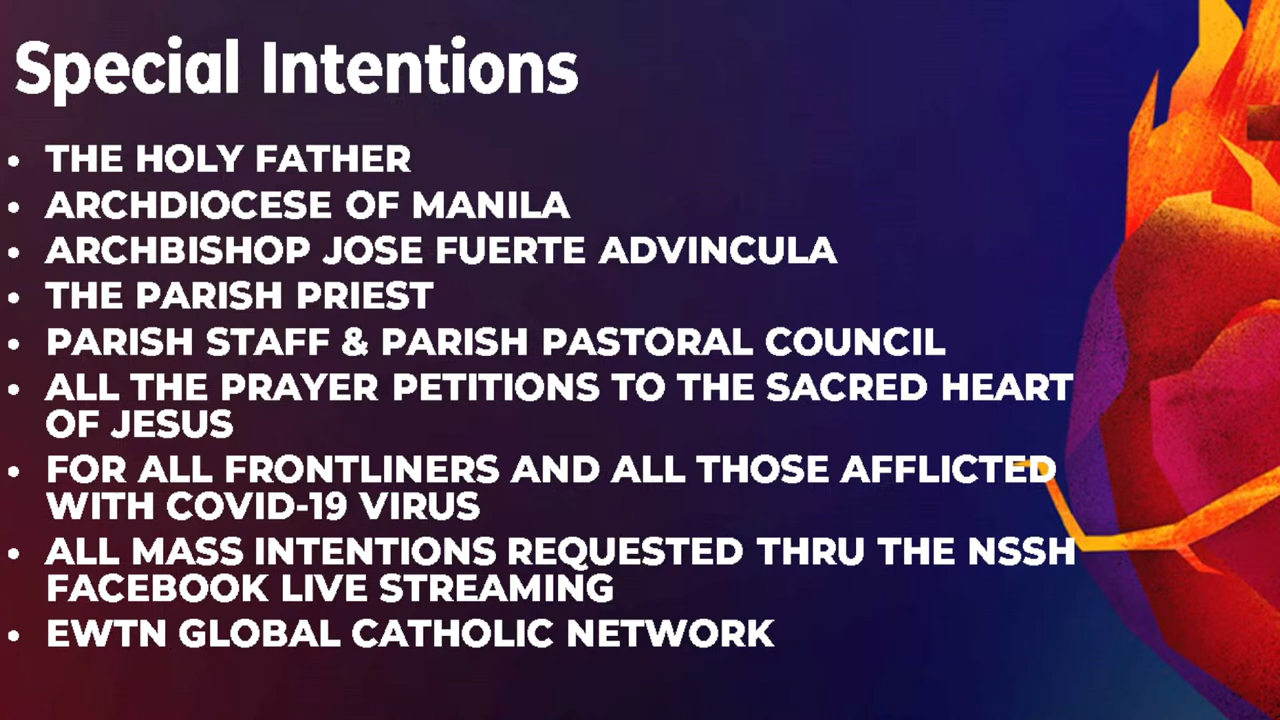 Special Intentions
• THE HOLY FATHER
• ARCHDIOCESE OF MANILA
• ARCHBISHOP JOSE FUERTE ADVINCULA
• THE PARISH PRIEST
• PARISH STAFF & PARISH PASTORAL COUNCIL
• ALL THE PRAYER PETITIONS TO THE SACRED HEART
OF JESUS
• FOR ALL FRONTLINERS AND ALL THOSE AFFLICTED
WITH COVID-19 VIRUS
• ALL MASS INTENTIONS REQUESTED THRU THE NSSH
FACEBOOK LIVE STREAMING
• EWTN GLOBAL CATHOLIC NETWORK